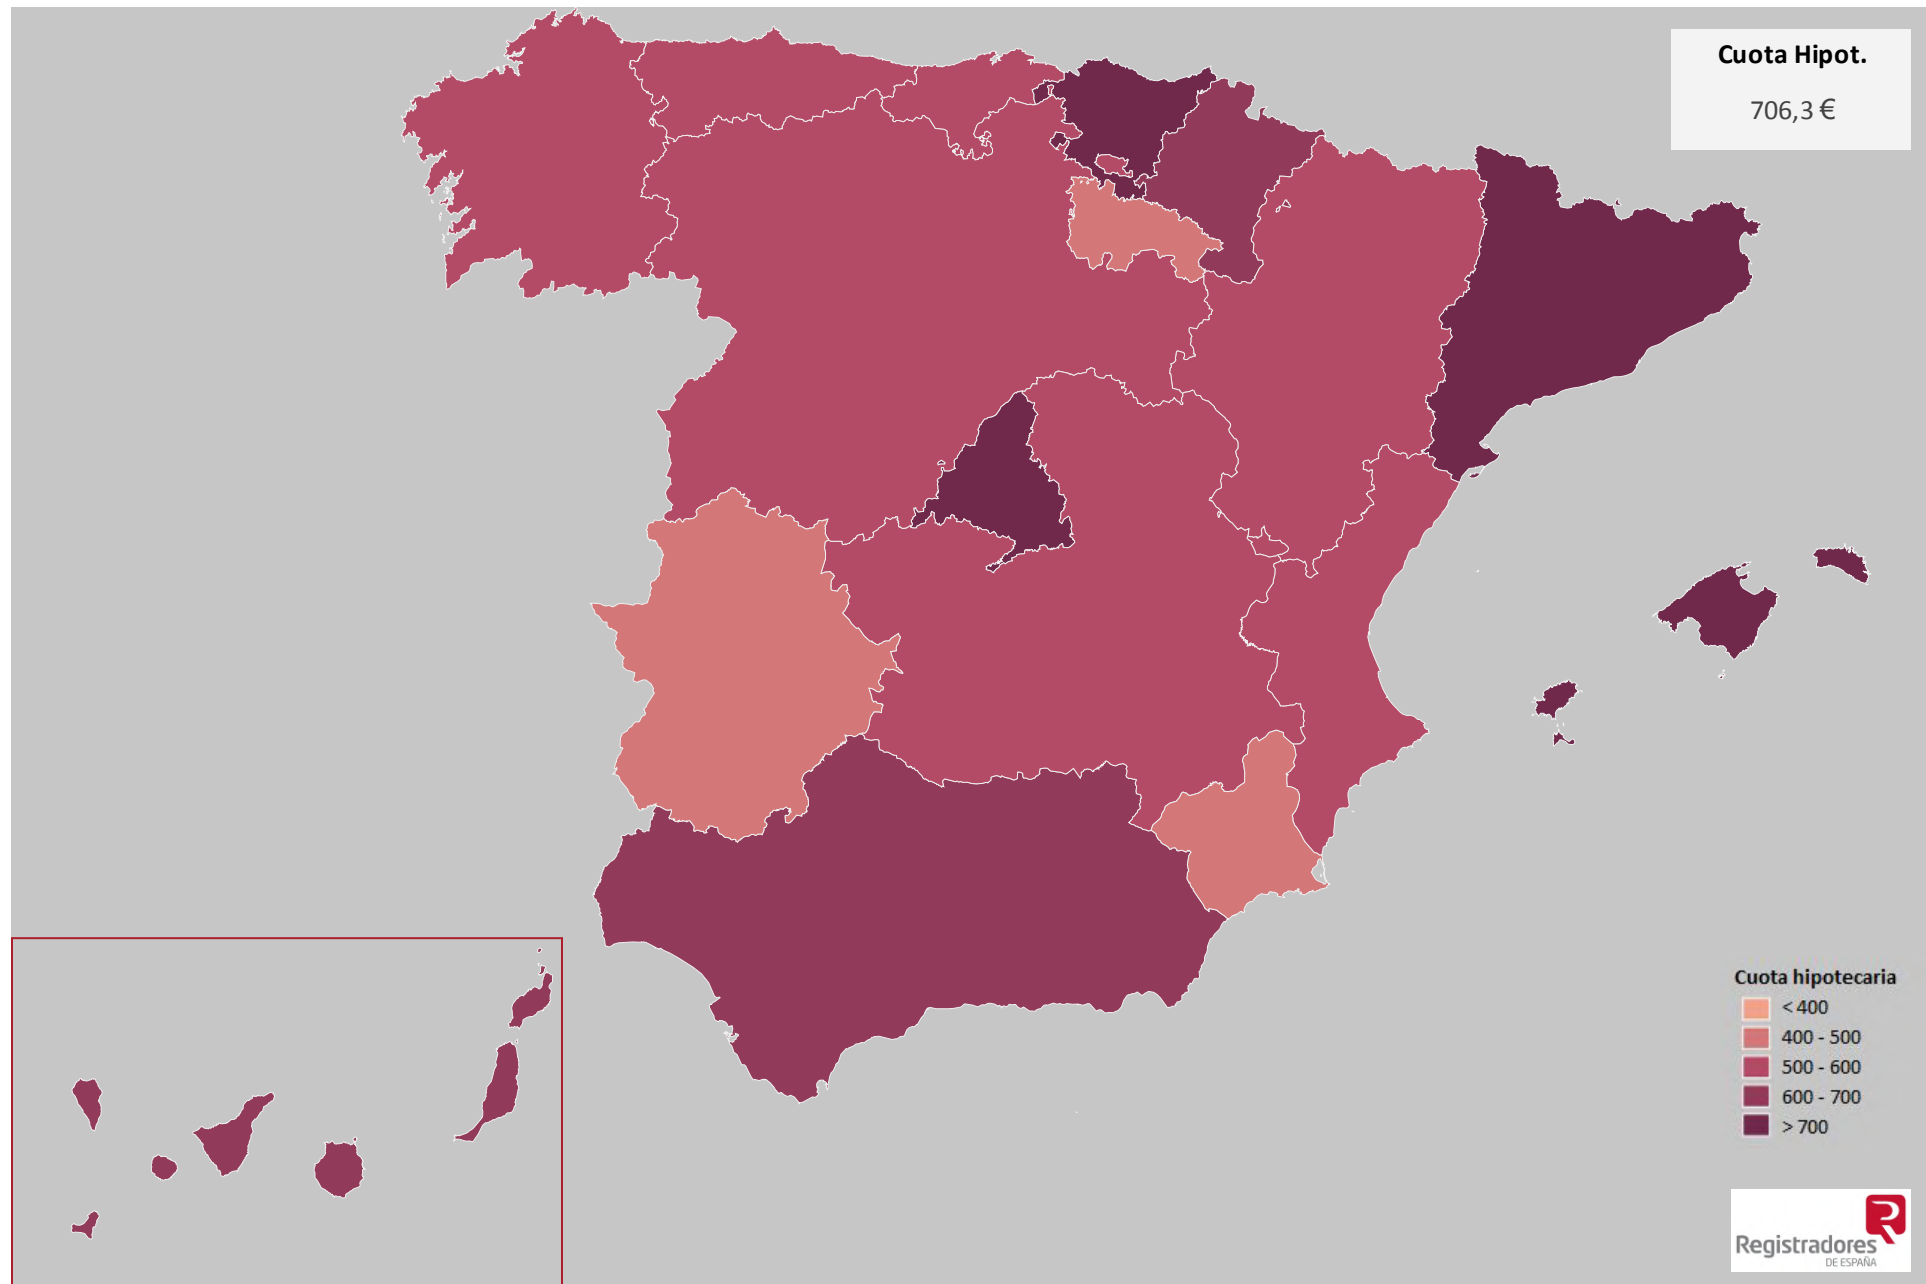 Cuota Hipot.
706,3 €
Cuota hipotecaria
< 400
400 - 500
500 - 600
600 - 700
> 700
Registradores
DE ESPAÑA